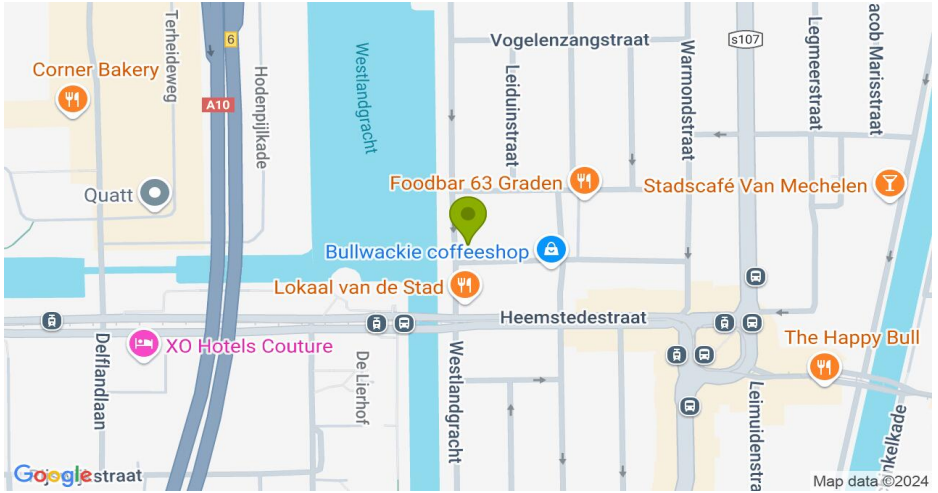 Terheideweg
6
Vogelenzangstraat
s107
Jacob Marisstraat
Legmeerstraat
Warmondstraat
Leiduinstraat
Westlandgracht
Hodenpijlkade
Corner Bakery
A10
Quatt
Foodbar 63 Graden
Stadscafé Van Mechelen
Bullwackie coffeeshop
Lokaal van de Stad
Heemstedestraat
XO Hotels Couture
The Happy Bull
Delflandlaan
De Lierhof
Westlandgracht
Google
straat
Map data ©2024